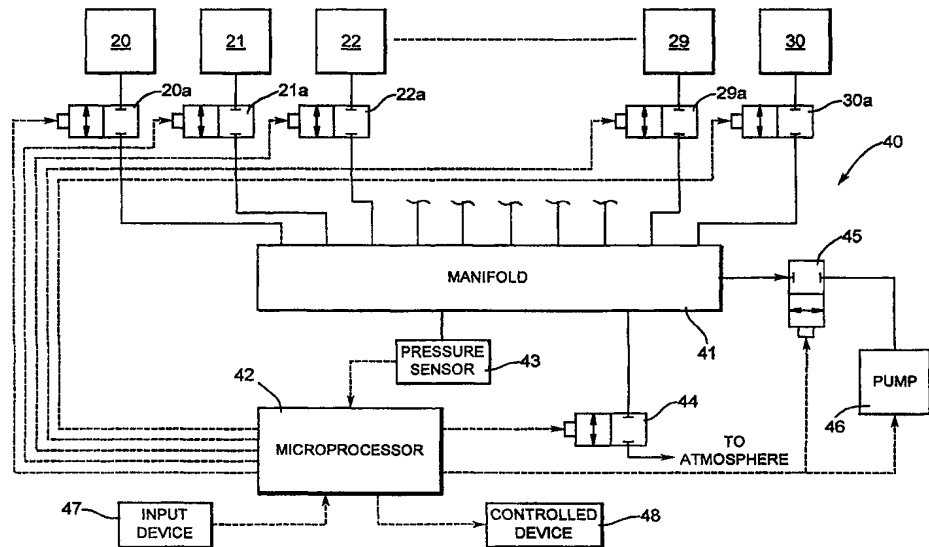 20
21
22
29
30
20a
21a
22a
29a
30a
40
45
MANIFOLD
41
PRESSURE
SENSOR
43
42
MICROPROCESSOR
44
TO
ATMOSPHERE
PUMP
46
47
INPUT
DEVICE
CONTROLLED
DEVICE
48